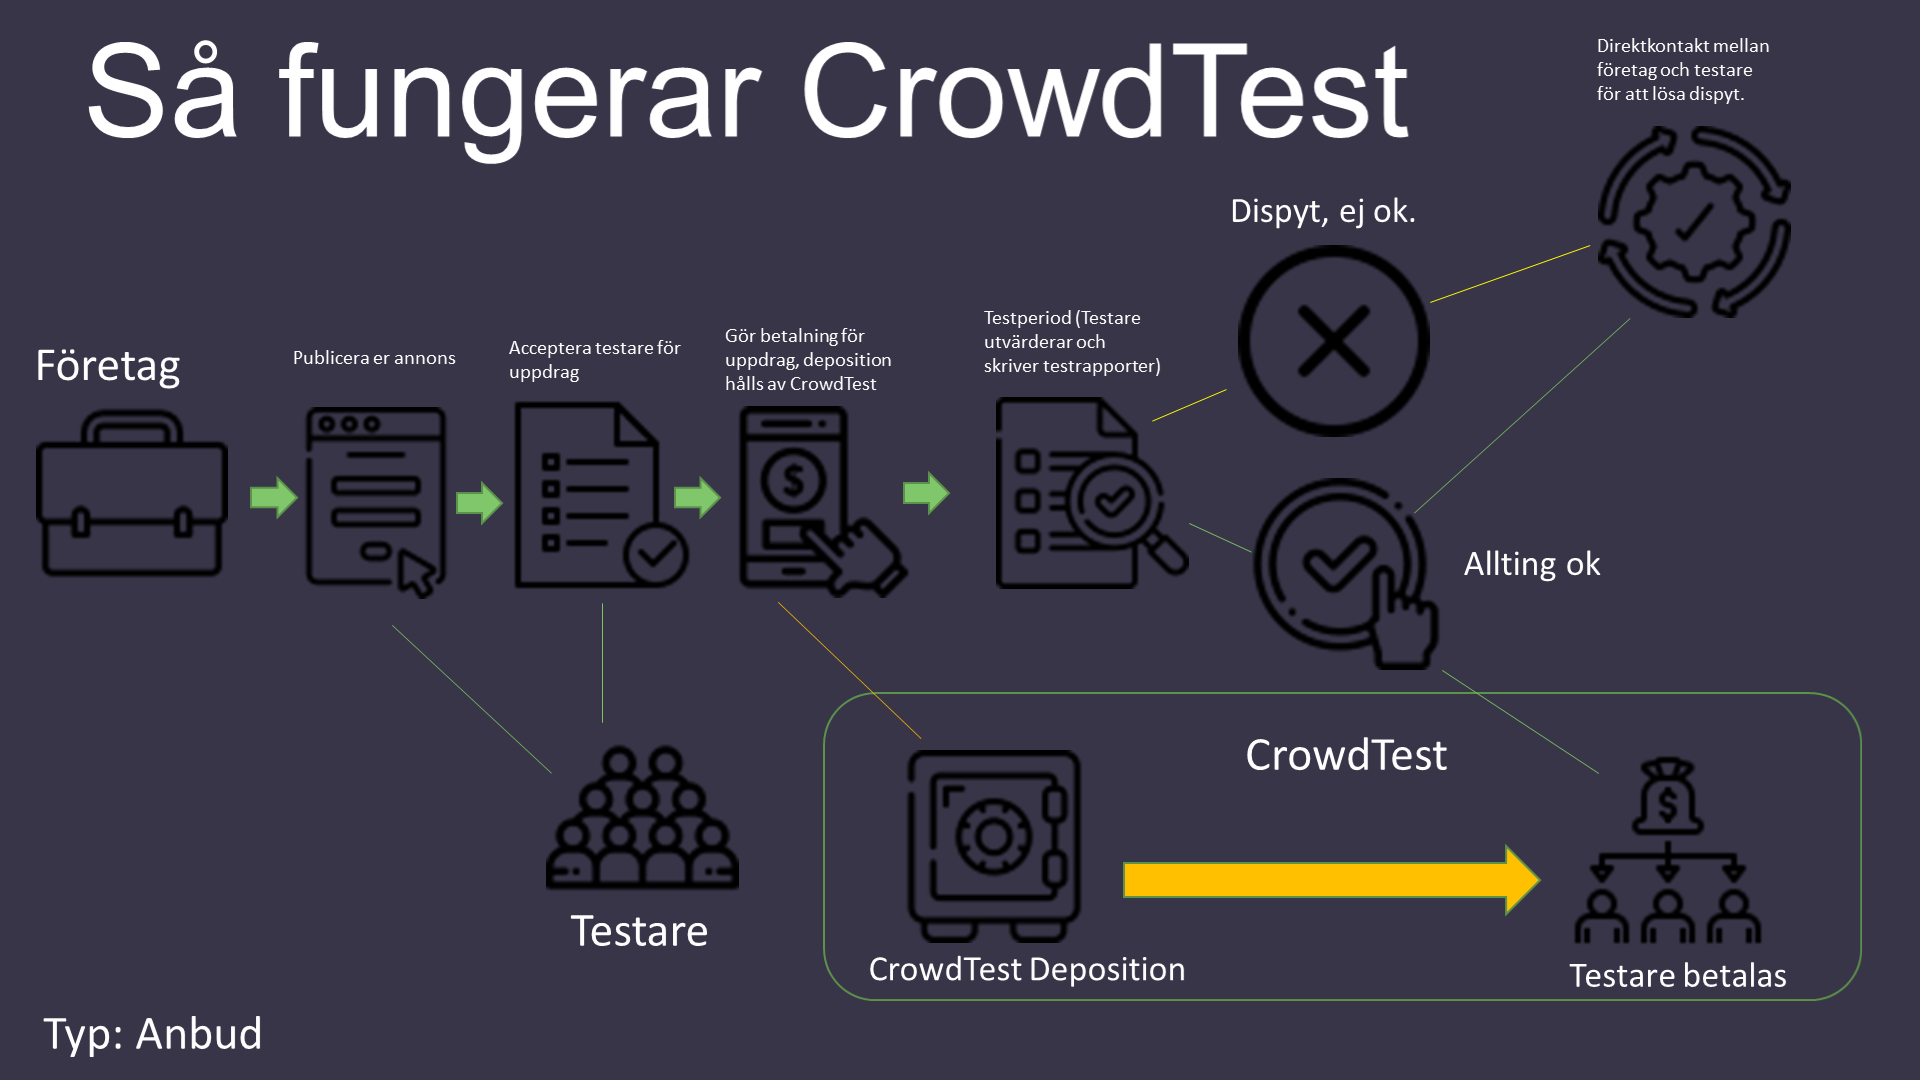 Så fungerar CrowdTest
Direktkontakt mellan
företag och testare
för att lösa dispyt.
Dispyt, ej ok.
Företag
Publicera er annons
Acceptera testare för
uppdrag
Gör betalning för
uppdrag, deposition
hålls av CrowdTest
Testperiod (Testare
utvärderar och
skriver testrapporter)
$
Allting ok
CrowdTest
$
Testare
CrowdTest Deposition
Testare betalas
Typ: Anbud